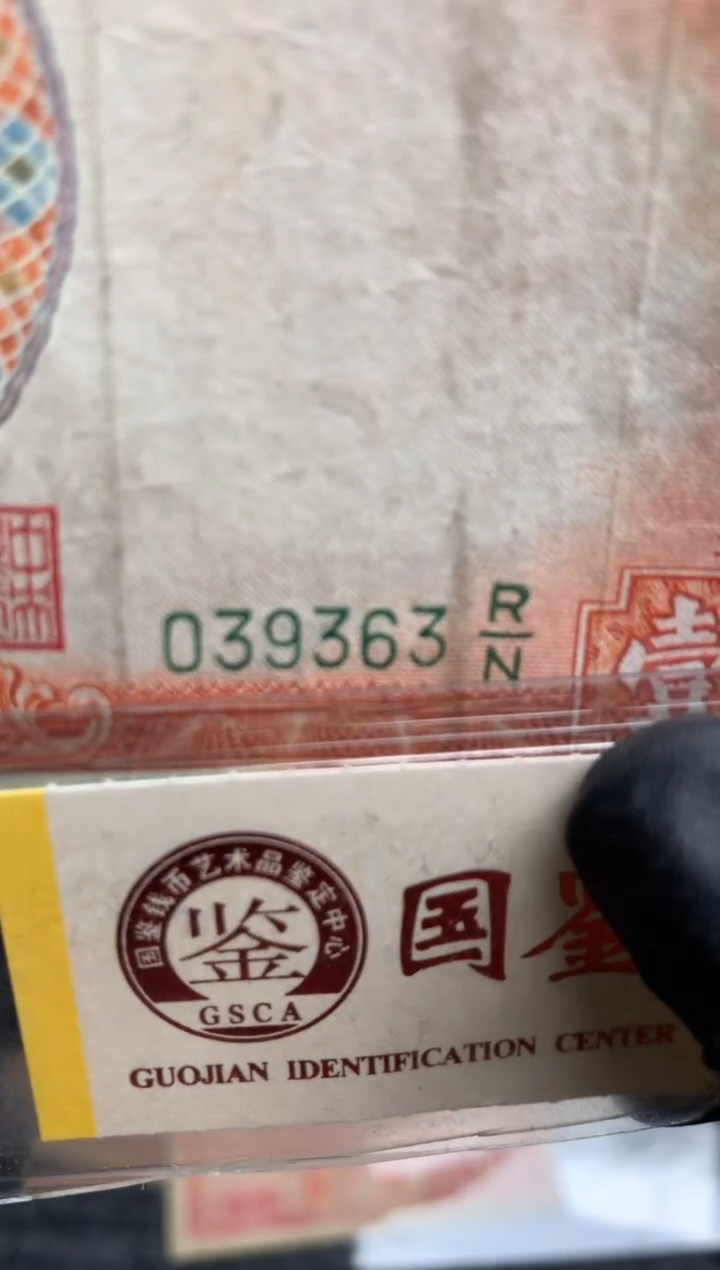 039363 R/N
壹
国鉴钱币艺术品鉴定中心
鉴
GSCA
国鉴
GUOJIAN IDENTIFICATION CENTER